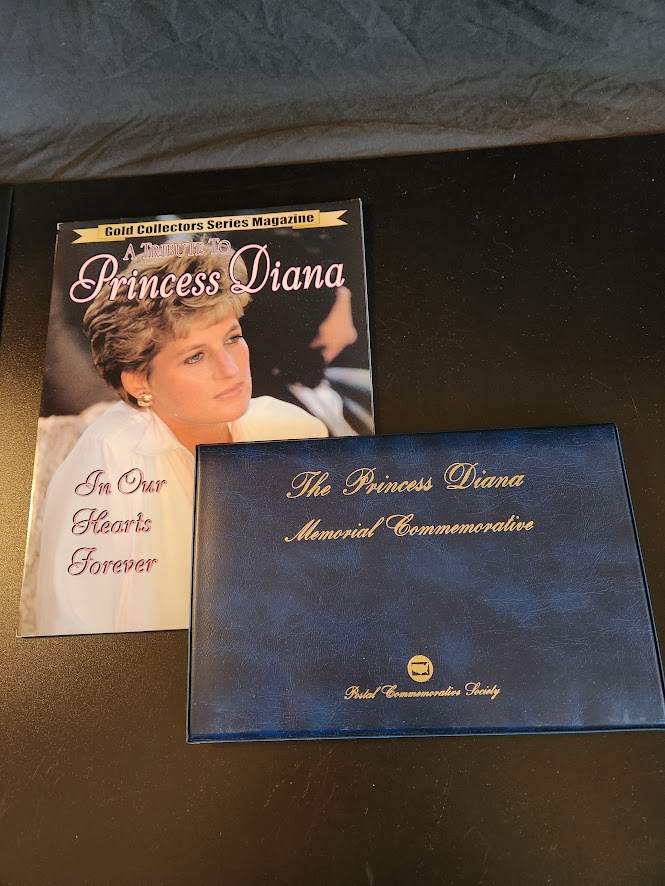 Gold Collectors Series Magazine
A TRIBUTE TO
Princess Diana
In Our
Hearts
Forever
The Princess Diana
Memorial Commemorative
Postal Commemorative Society